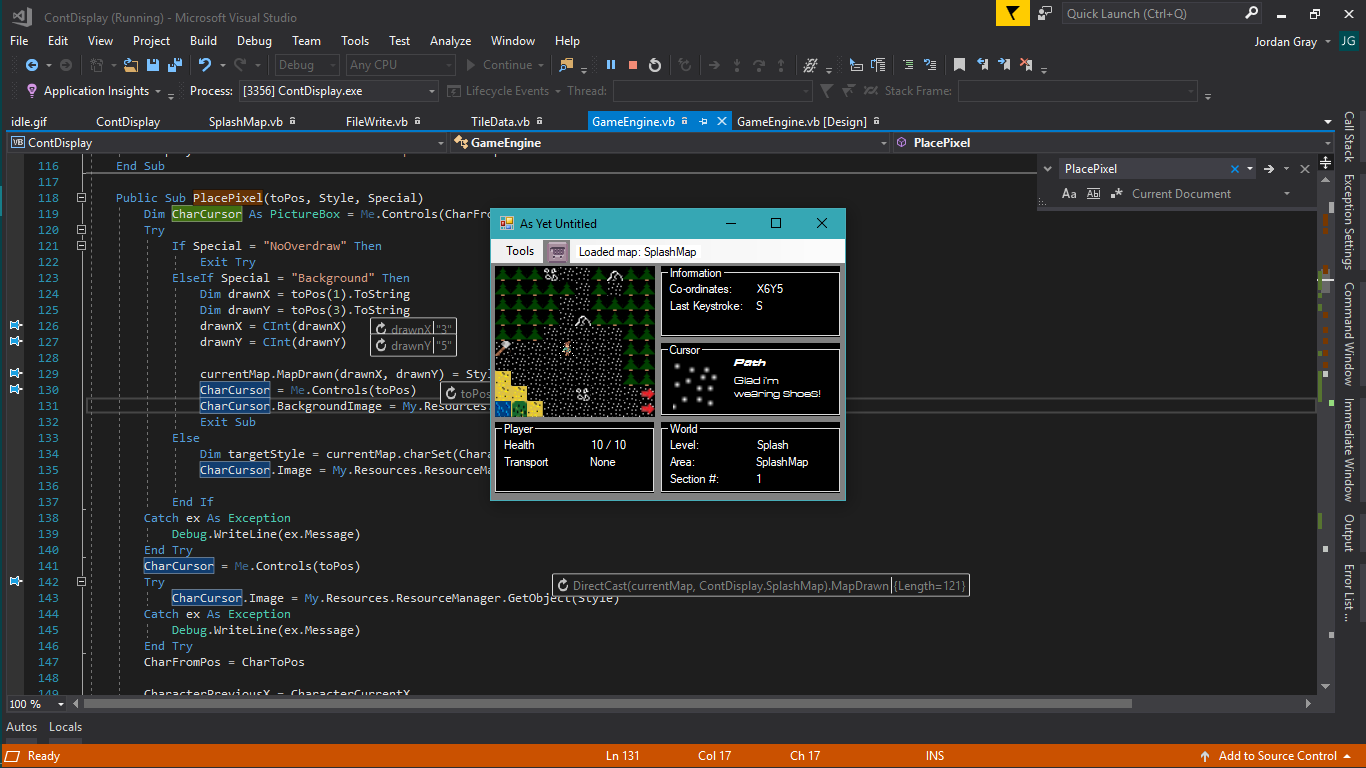 ContDisplay (Running) - Microsoft Visual Studio
Quick Launch (Ctrl+Q)
File Edit View Project Build Debug Team Tools Test Analyze Window Help
Jordan Gray JG
Debug Any CPU Continue
Application Insights Process: [3356] ContDisplay.exe Lifecycle Events Thread: Stack Frame:
idle.gif ContDisplay SplashMap.vb FileWrite.vb TileData.vb GameEngine.vb GameEngine.vb [Design]
VB ContDisplay GameEngine PlacePixel
PlacePixel
Aa Ab Current Document
116 End Sub
117
118 Public Sub PlacePixel(toPos, Style, Special)
119 Dim CharCursor As PictureBox = Me.Controls(CharFro
120 Try
121 If Special = "NoOverdraw" Then
122 Exit Try
123 ElseIf Special = "Background" Then
124 Dim drawnX = toPos(1).ToString
125 Dim drawnY = toPos(3).ToString
126 drawnX = CInt(drawnX) drawnX "3"
127 drawnY = CInt(drawnY) drawnY "5"
128
129 currentMap.MapDrawn(drawnX, drawnY) = Styl
130 CharCursor = Me.Controls(toPos) toPos
131 CharCursor.BackgroundImage = My.Resources
132 Exit Sub
133 Else
134 Dim targetStyle = currentMap.charSet(Chara
135 CharCursor.Image = My.Resources.ResourceMa
136
137 End If
138 Catch ex As Exception
139 Debug.WriteLine(ex.Message)
140 End Try
141 CharCursor = Me.Controls(toPos)
142 Try
DirectCast(currentMap, ContDisplay.SplashMap).MapDrawn {Length=121}
143 CharCursor.Image = My.Resources.ResourceManager.GetObject(Style)
144 Catch ex As Exception
145 Debug.WriteLine(ex.Message)
146 End Try
147 CharFromPos = CharToPos
148
149 CharacterPreviousX = CharacterCurrentX
As Yet Untitled
Tools Loaded map: SplashMap
Information
Co-ordinates: X6Y5
Last Keystroke: S
Cursor
Path
Glad i'm
wearing shoes!
Player
Health 10 / 10
Transport None
World
Level: Splash
Area: SplashMap
Section #: 1
Call Stack
Exception Settings
Command Window
Immediate Window
Output
Error List ...
100 %
Autos Locals
Ready Ln 131 Col 17 Ch 17 INS Add to Source Control